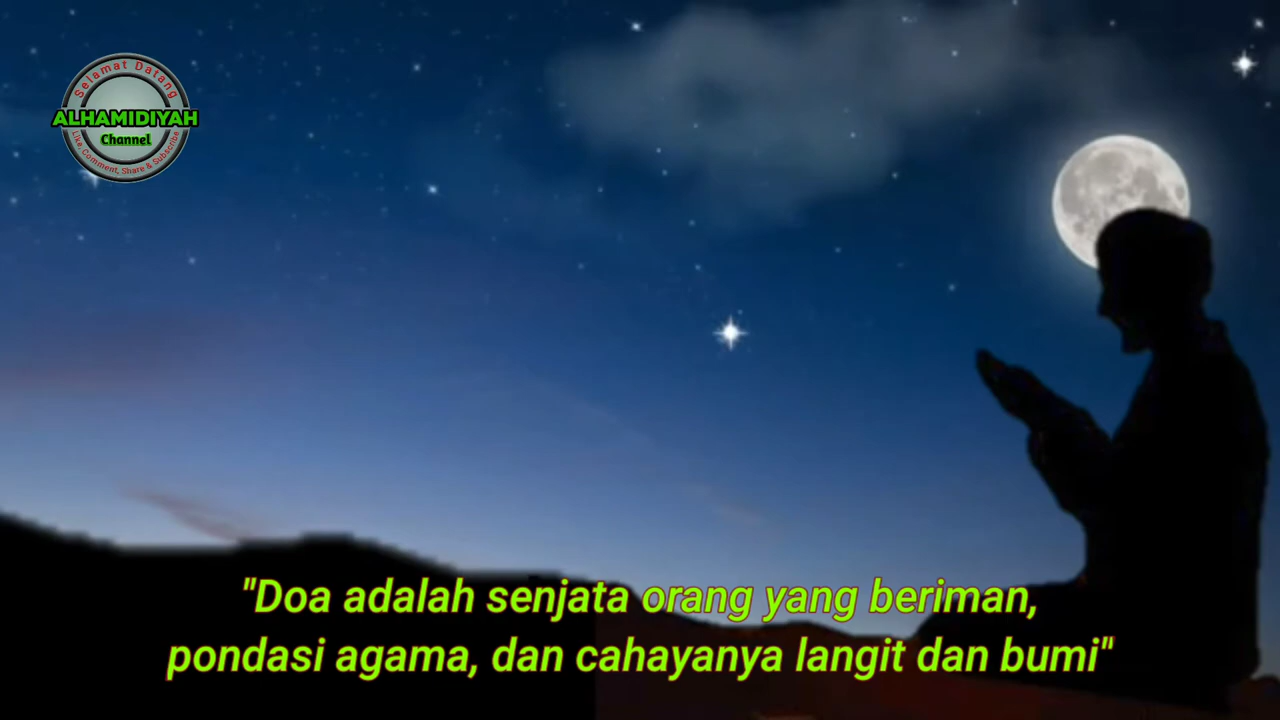 Selamat Datang
ALHAMIDIYAH
Channel
Like, Comment, Share & Subscribe
"Doa adalah senjata orang yang beriman,
pondasi agama, dan cahayanya langit dan bumi"